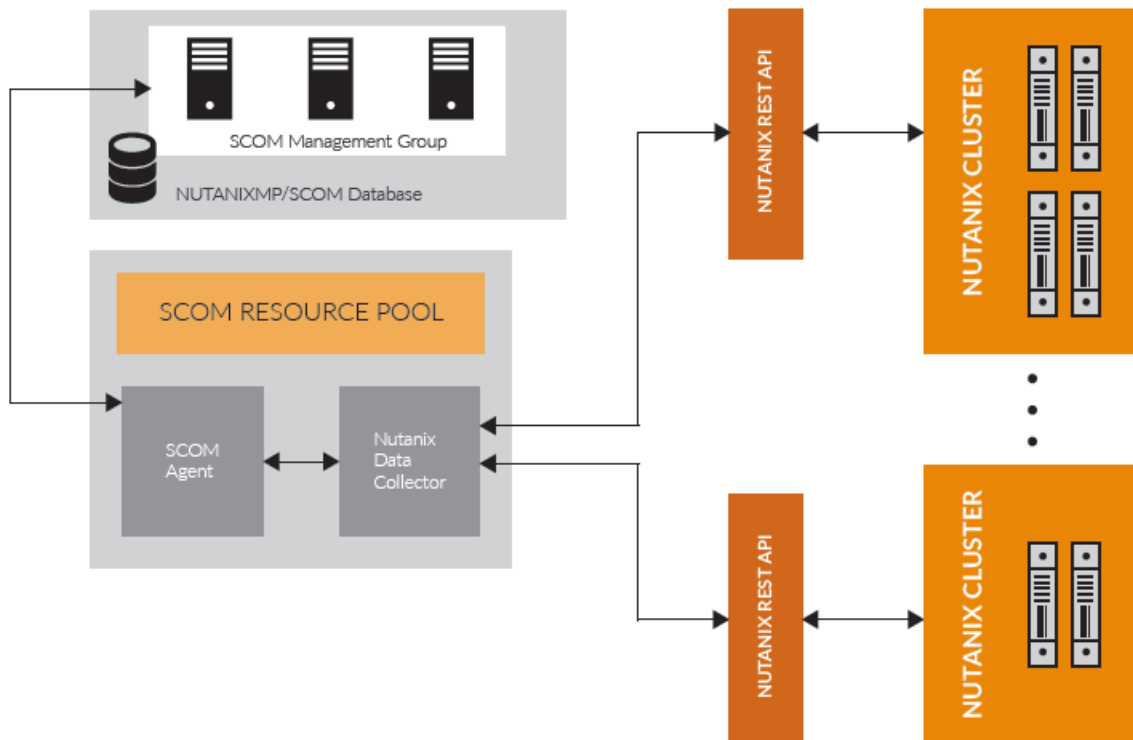 SCOM Management Group
NUTANIXMP/SCOM Database
SCOM RESOURCE POOL
SCOM
Agent
Nutanix
Data
Collector
NUTANIX REST API
NUTANIX CLUSTER
NUTANIX REST API
NUTANIX CLUSTER